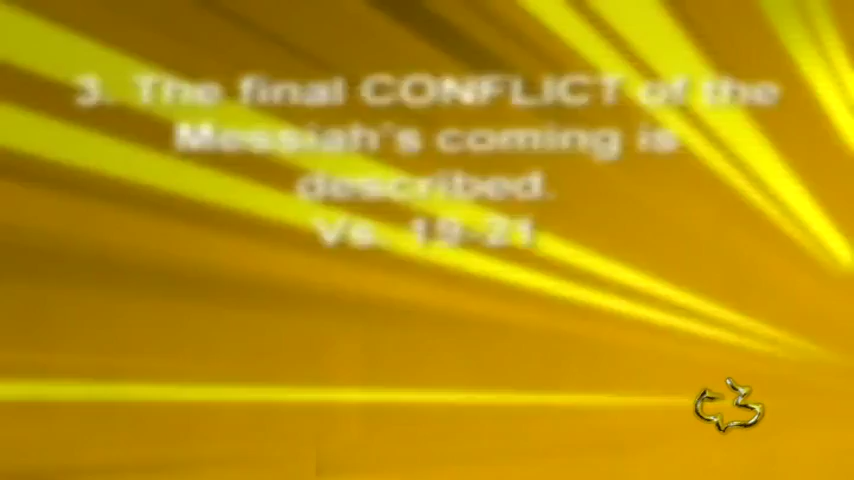 3. The final CONFLICT of the
Messiah's coming is
described.
Vs. 19-21